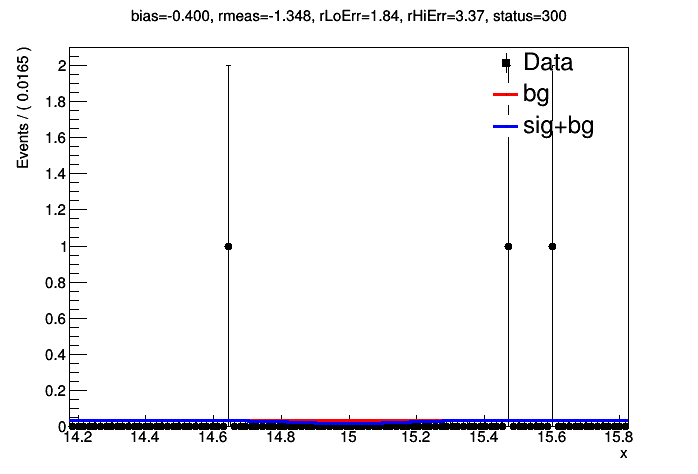 bias=-0.400, rmeas=-1.348, rLoErr=1.84, rHiErr=3.37, status=300
Events / ( 0.0165 )
2
1.8
1.6
1.4
1.2
1
0.8
0.6
0.4
0.2
0
Data
bg
sig+bg
14.2 14.4 14.6 14.8 15 15.2 15.4 15.6 15.8
x